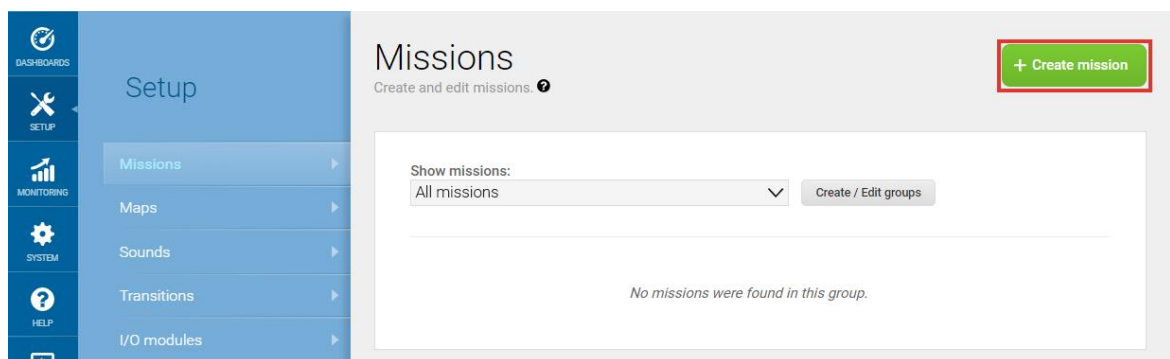 DASHBOARDS
SETUP
MONITORING
SYSTEM
HELP
Setup
Missions
Maps
Sounds
Transitions
I/O modules
Missions
Create and edit missions. ?
+ Create mission
Show missions:
All missions
Create / Edit groups
No missions were found in this group.